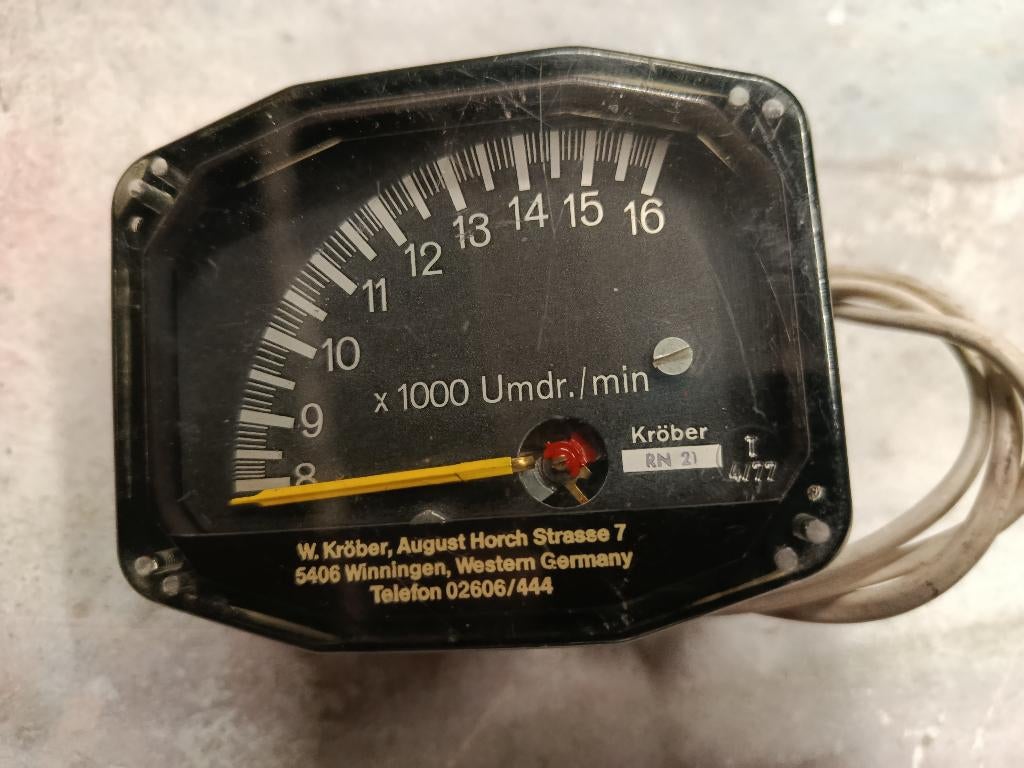 16
15
14
13
12
11
10
9
8
x 1000 Umdr./min
Kröber
RN 21
I
4/77
W. Kröber, August Horch Strasse 7
5406 Winningen, Western Germany
Telefon 02606/444